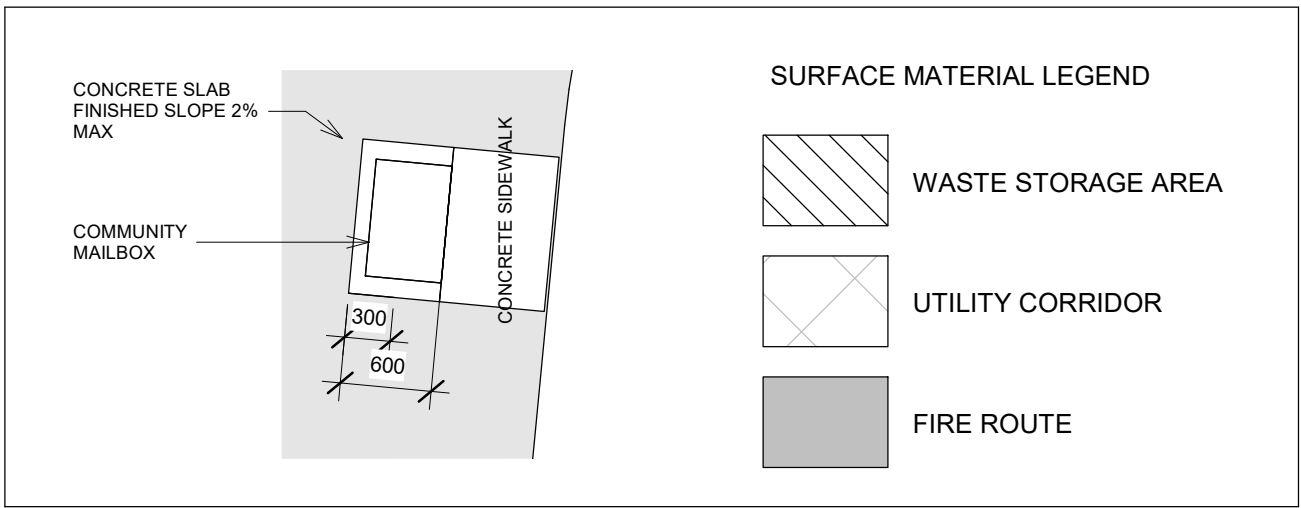 CONCRETE SLAB
FINISHED SLOPE 2%
MAX
COMMUNITY
MAILBOX
CONCRETE SIDEWALK
300
600
SURFACE MATERIAL LEGEND
WASTE STORAGE AREA
UTILITY CORRIDOR
FIRE ROUTE